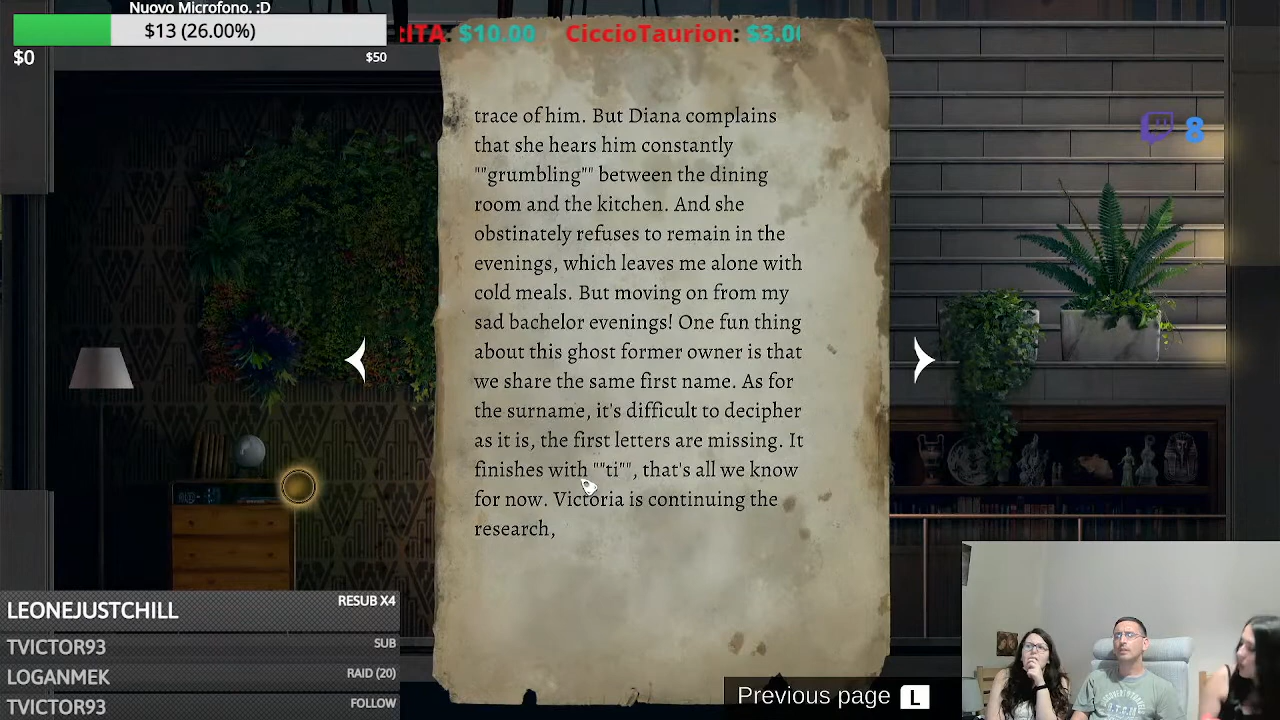 Nuovo Microfono. :D
$13 (26.00%)
$0
$50
:ITA: $10.00 CiccioTaurion: $3.0
8
trace of him. But Diana complains
that she hears him constantly
""grumbling"" between the dining
room and the kitchen. And she
obstinately refuses to remain in the
evenings, which leaves me alone with
cold meals. But moving on from my
sad bachelor evenings! One fun thing
about this ghost former owner is that
we share the same first name. As for
the surname, it's difficult to decipher
as it is, the first letters are missing. It
finishes with ""ti"", that's all we know
for now. Victoria is continuing the
research,
Previous page L
LEONEJUSTCHILL RESUB X4
TVICTOR93 SUB
LOGANMEK RAID (20)
TVICTOR93 FOLLOW